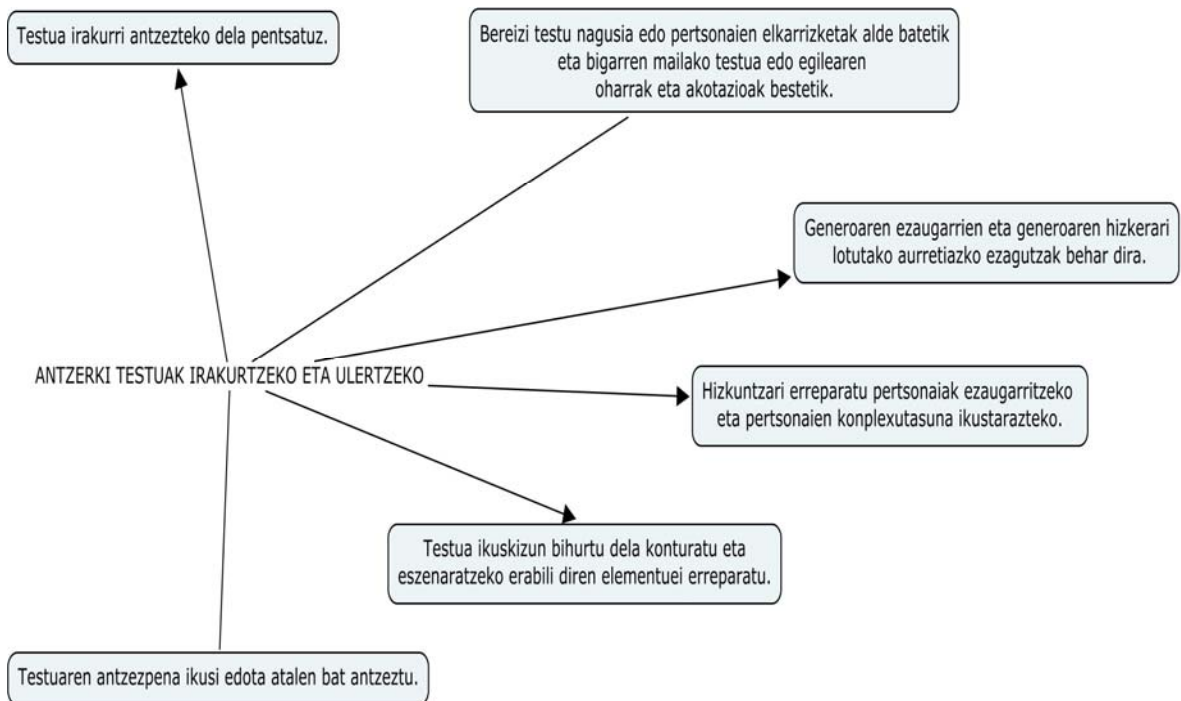 Testua irakurri antzezteko dela pentsatuz.
Bereizi testu nagusia edo pertsonaien elkarrizketak alde batetik
eta bigarren mailako testua edo egilearen
oharrak eta akotazioak bestetik.
Generoaren ezaugarrien eta generoaren hizkerari
lotutako aurretiazko ezagutzak behar dira.
ANTZERKI TESTUAK IRAKURTZEKO ETA ULERTZEKO
Hizkuntzari erreparatu pertsonaiak ezaugarritzeko
eta pertsonaien konplexutasuna ikustarazteko.
Testua ikuskizun bihurtu dela konturatu eta
eszenaratzeko erabili diren elementuei erreparatu.
Testuaren antzezpena ikusi edota atalen bat antzeztu.